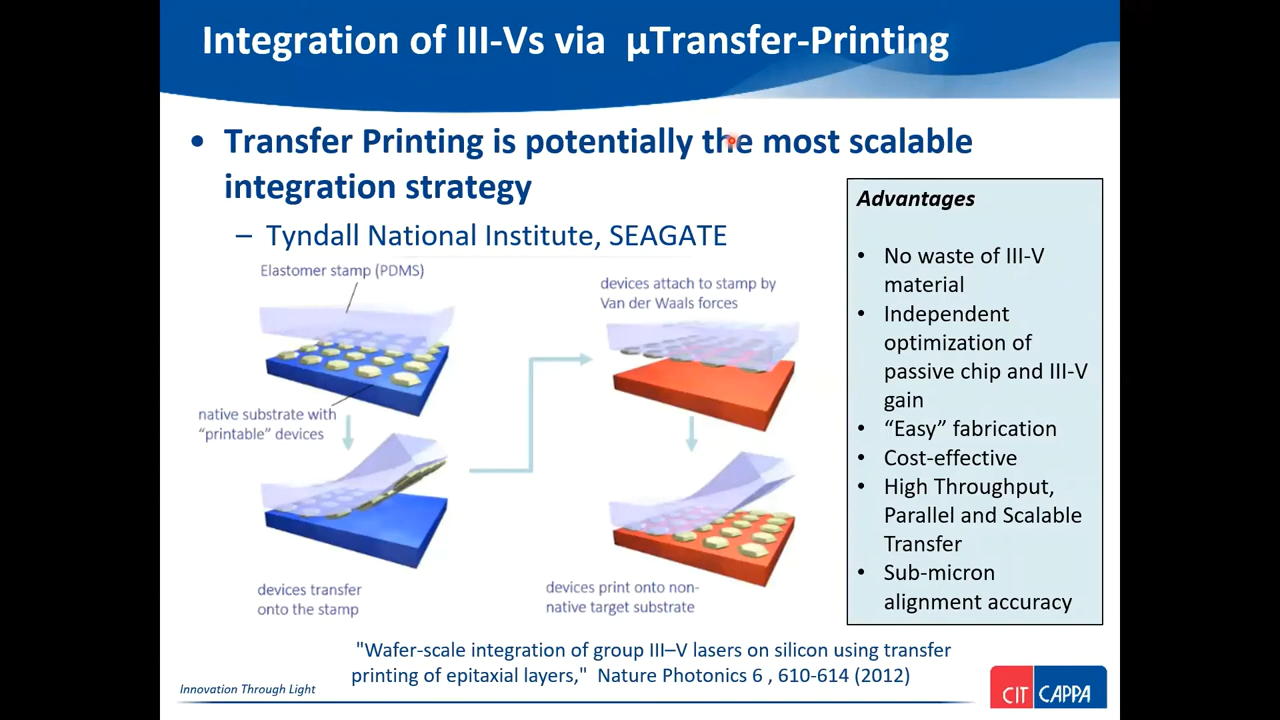 Integration of III-Vs via µTransfer-Printing
• Transfer Printing is potentially the most scalable
integration strategy
– Tyndall National Institute, SEAGATE
Elastomer stamp (PDMS)
native substrate with
“printable” devices
devices transfer
onto the stamp
devices attach to stamp by
Van der Waals forces
devices print onto non-
native target substrate
Advantages
• No waste of III-V
material
• Independent
optimization of
passive chip and III-V
gain
• “Easy” fabrication
• Cost-effective
• High Throughput,
Parallel and Scalable
Transfer
• Sub-micron
alignment accuracy
"Wafer-scale integration of group III–V lasers on silicon using transfer
printing of epitaxial layers," Nature Photonics 6 , 610-614 (2012)
Innovation Through Light
CIT CAPPA